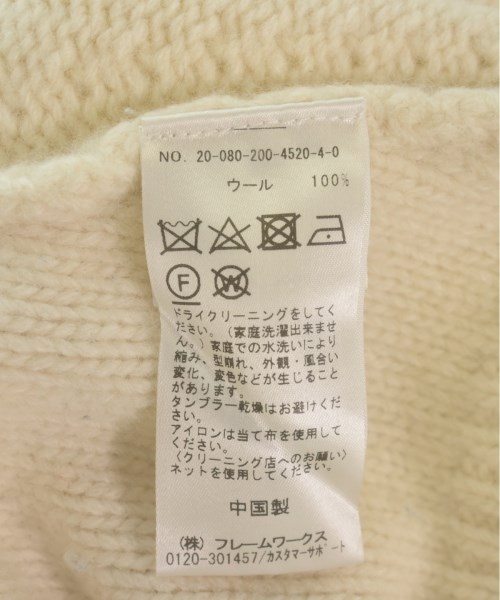 NO. 20-080-200-4520-4-0
ウール 100%
F W
ドライクリーニングをしてく
ださい。(家庭洗濯出来ませ
ん。)家庭での水洗いにより
縮み、型崩れ、外観・風合い
変化、変色などが生じること
があります。
タンブラー乾燥はお避けくだ
さい。
アイロンは当て布を使用して
ください。
〈クリーニング店へのお願い〉
ネットを使用してください。
中国製
(株) フレームワークス
0120-301457/カスタマーサポート